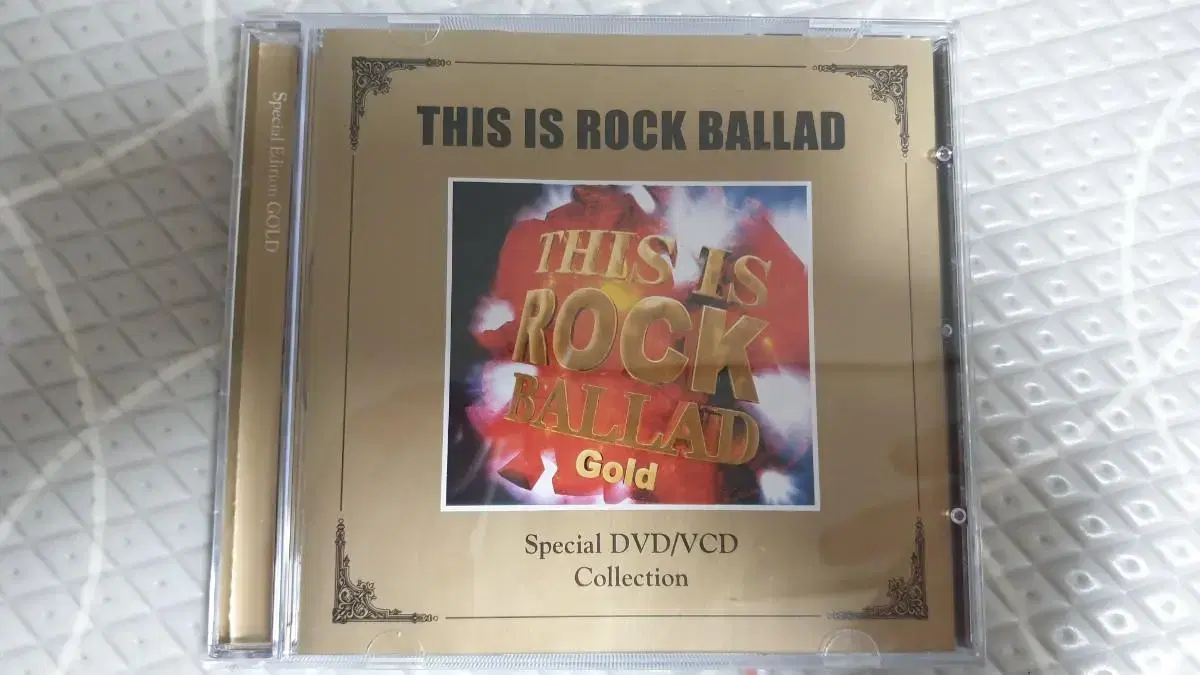 Special Edition GOLD
THIS IS ROCK BALLAD
THIS IS
ROCK
BALLAD
Gold
Special DVD/VCD
Collection